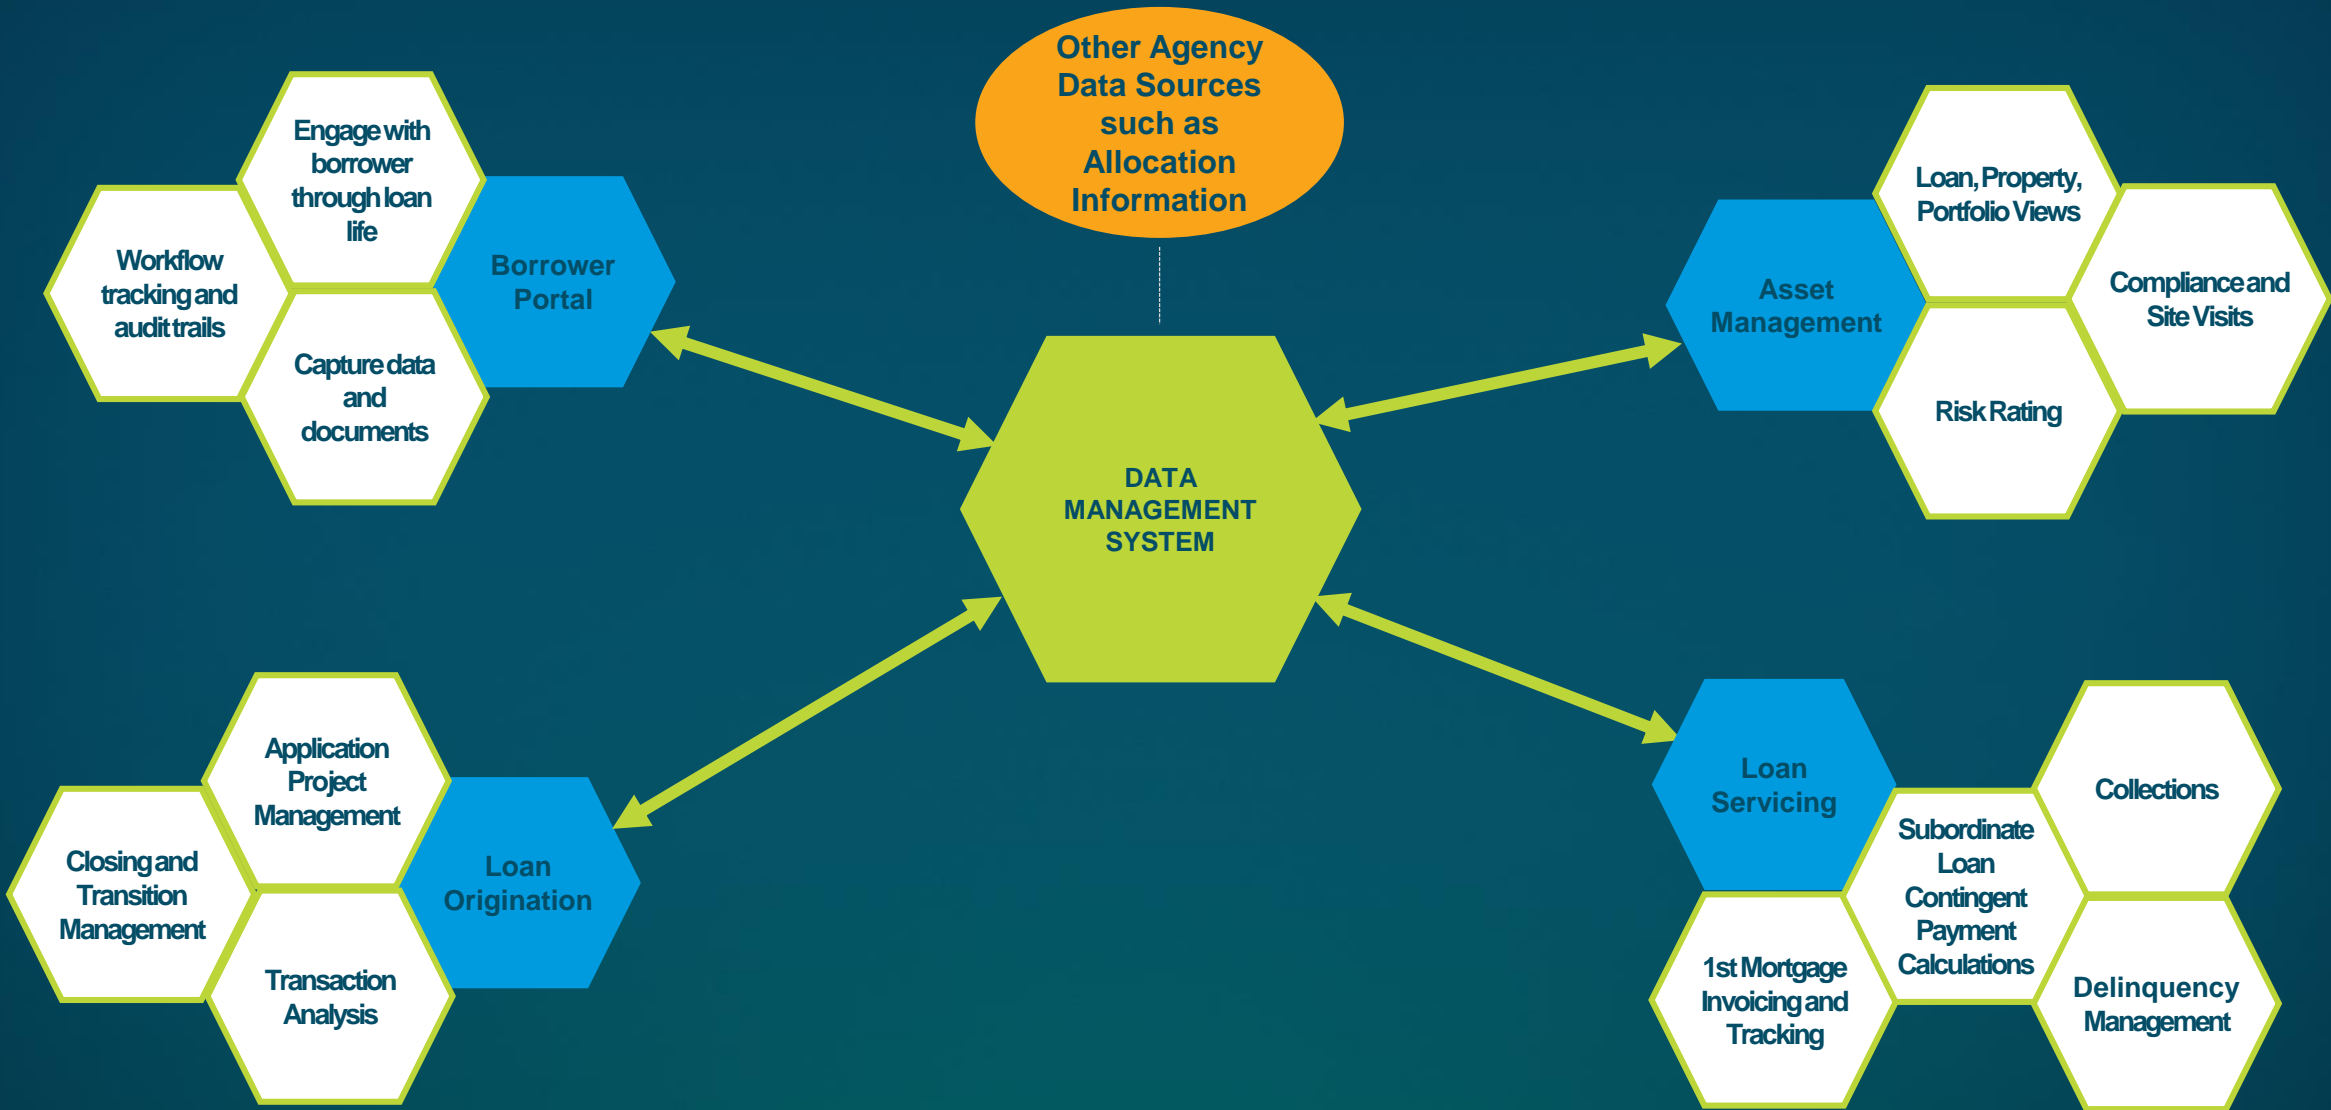 Other Agency
Data Sources
such as
Allocation
Information
Engage with
borrower
through loan
life
Workflow
tracking and
audit trails
Capture data
and
documents
Borrower
Portal
Loan, Property,
Portfolio Views
Asset
Management
Compliance and
Site Visits
Risk Rating
DATA
MANAGEMENT
SYSTEM
Application
Project
Management
Closing and
Transition
Management
Transaction
Analysis
Loan
Origination
Loan
Servicing
Subordinate
Loan
Contingent
Payment
Calculations
Collections
1st Mortgage
Invoicing and
Tracking
Delinquency
Management